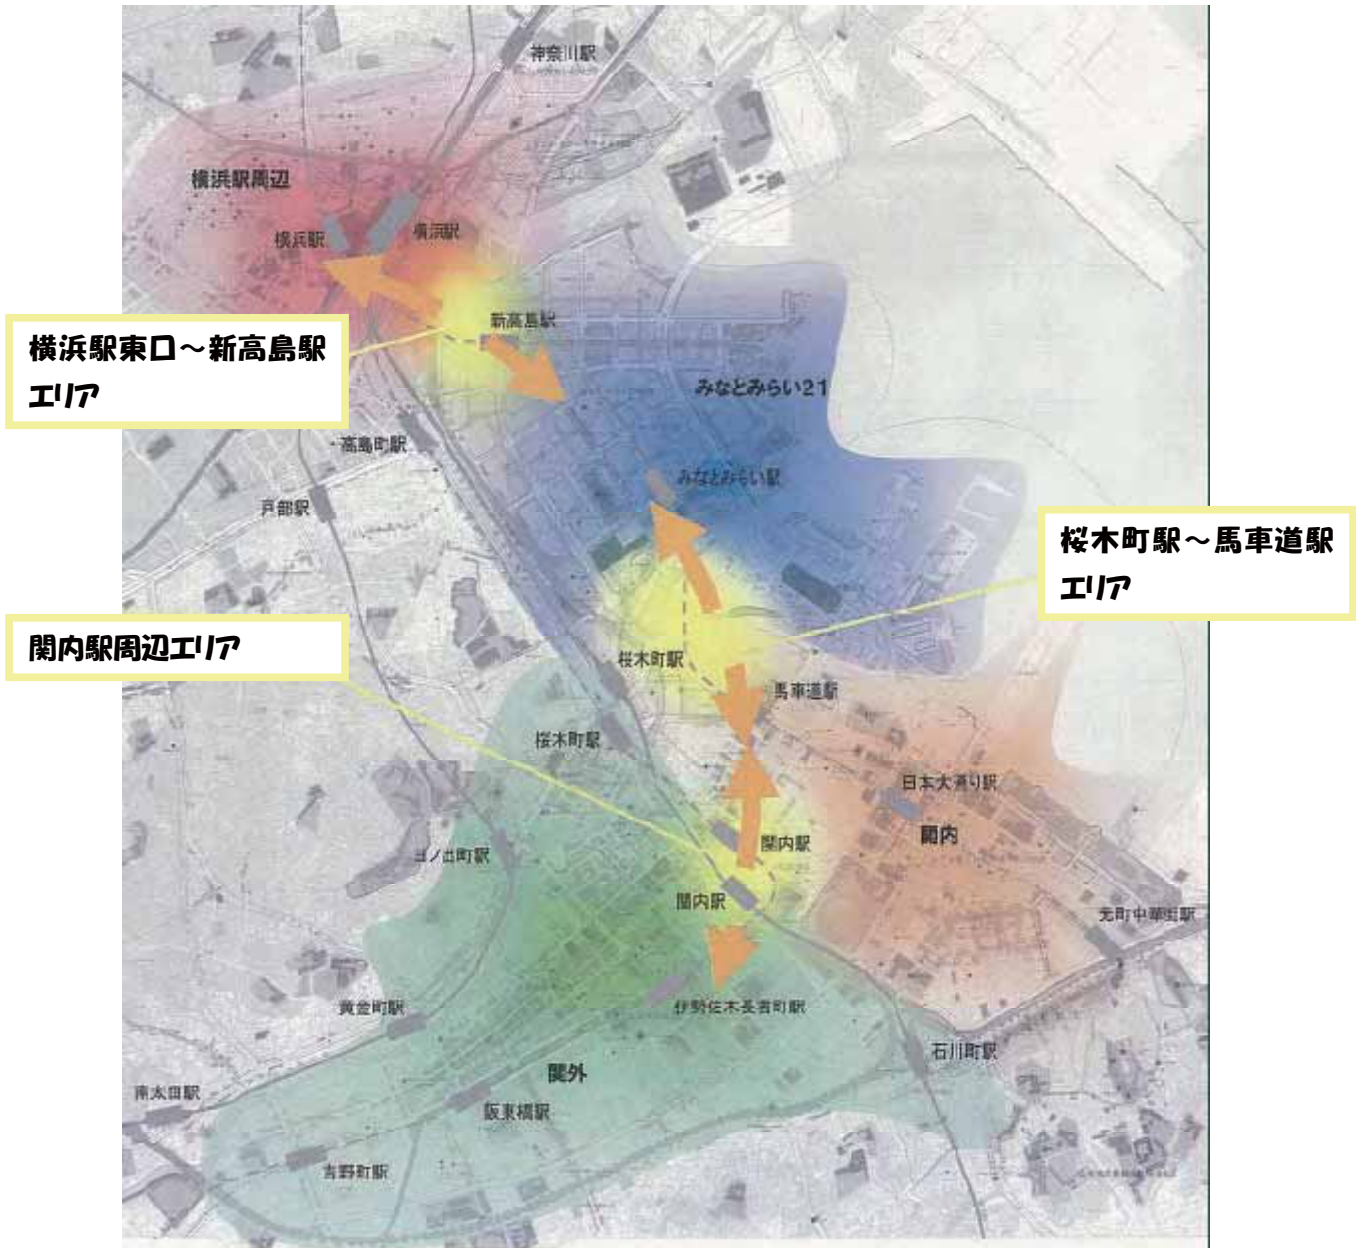 神奈川駅
横浜駅周辺
横浜駅
横浜駅
新高島駅
横浜駅東口～新高島駅
エリア
みなとみらい21
高島町駅
みなとみらい駅
戸部駅
桜木町駅～馬車道駅
エリア
関内駅周辺エリア
桜木町駅
馬車道駅
桜木町駅
日本大通り駅
関内
関内駅
日ノ出町駅
関内駅
元町中華街駅
黄金町駅
伊勢佐木長者町駅
石川町駅
関外
南太田駅
阪東橋駅
吉野町駅